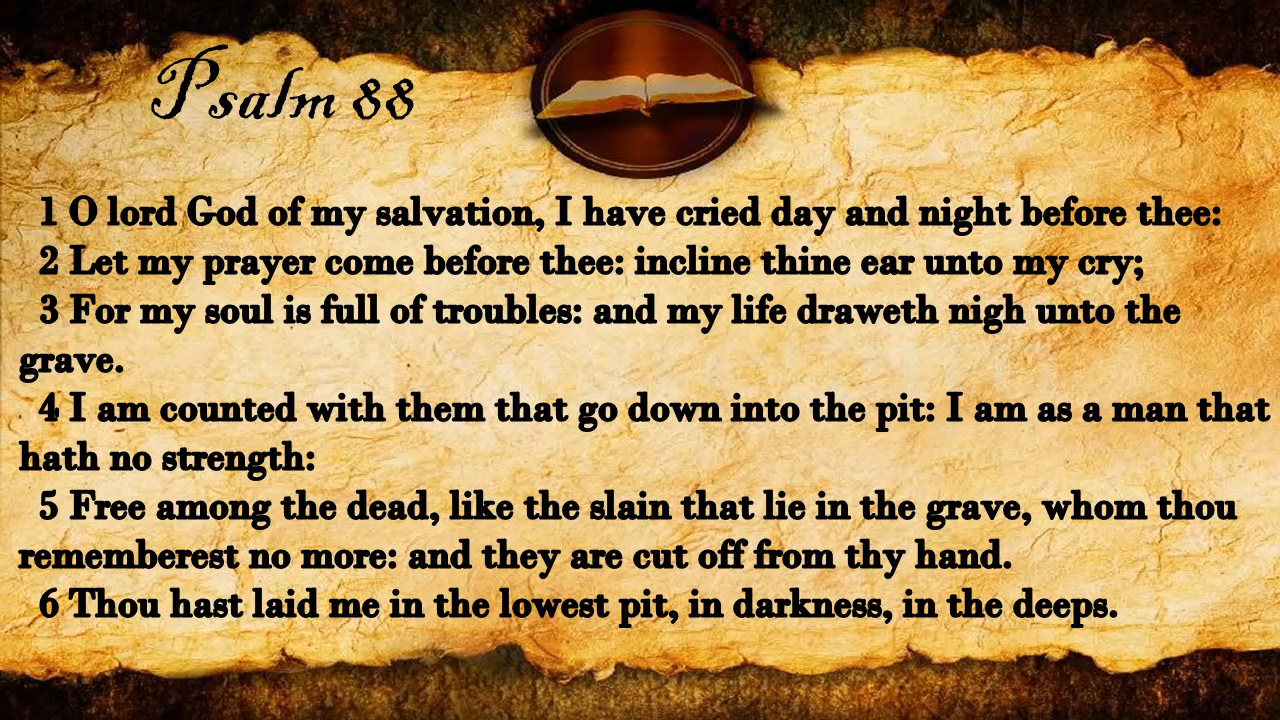 Psalm 88
1 O lord God of my salvation, I have cried day and night before thee:
2 Let my prayer come before thee: incline thine ear unto my cry;
3 For my soul is full of troubles: and my life draweth nigh unto the
grave.
4 I am counted with them that go down into the pit: I am as a man that
hath no strength:
5 Free among the dead, like the slain that lie in the grave, whom thou
rememberest no more: and they are cut off from thy hand.
6 Thou hast laid me in the lowest pit, in darkness, in the deeps.